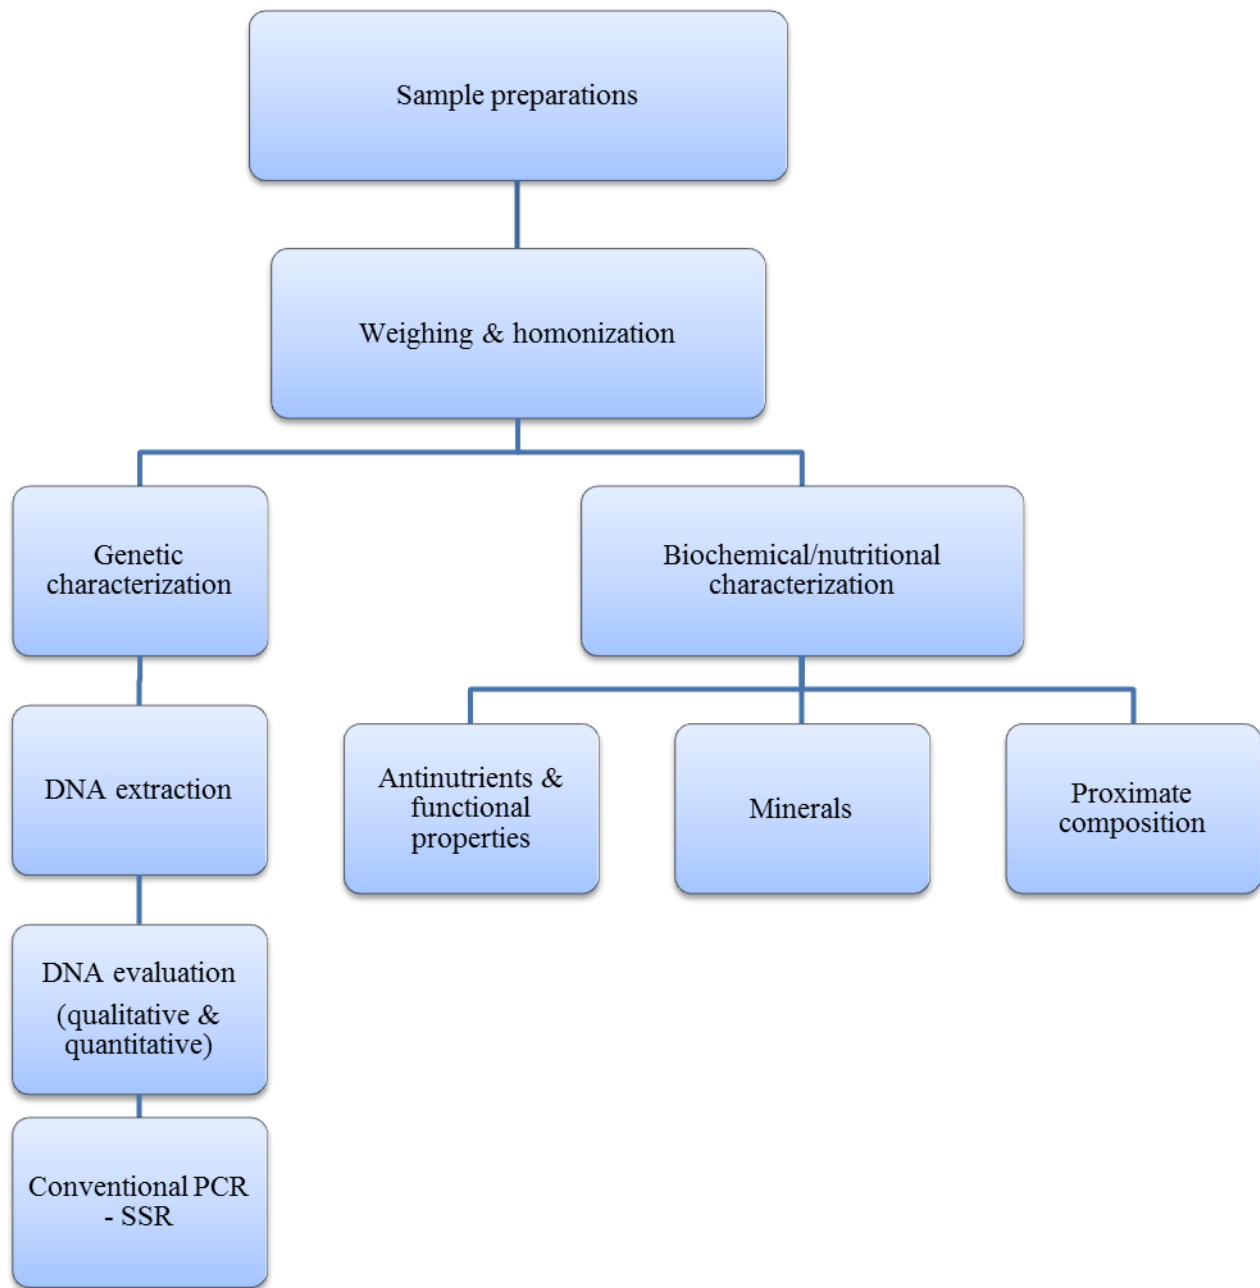 Sample preparations
Weighing & homonization
Genetic
characterization
Biochemical/nutritional
characterization
DNA extraction
Antinutrients &
functional
properties
Minerals
Proximate
composition
DNA evaluation
(qualitative &
quantitative)
Conventional PCR
- SSR